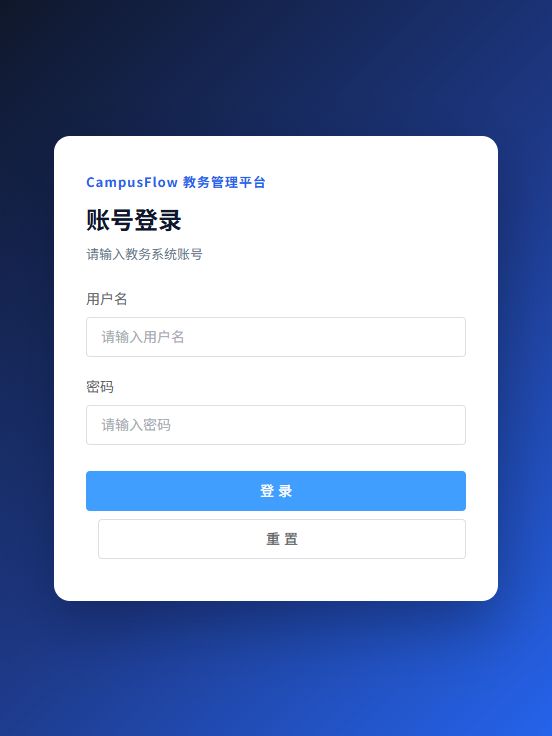 CampusFlow 教务管理平台
账号登录
请输入教务系统账号
用户名
请输入用户名
密码
请输入密码
登 录
重 置